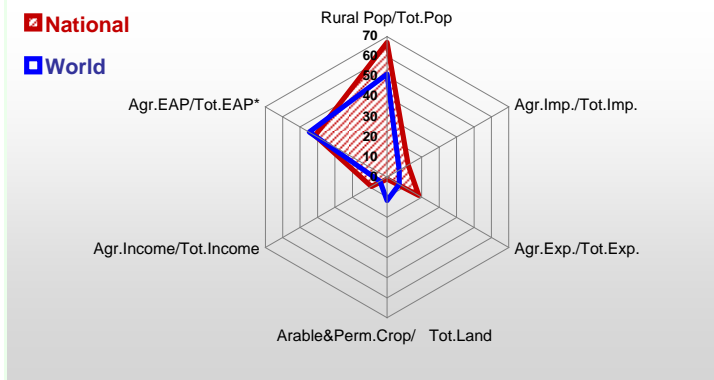 National
World
Rural Pop/Tot.Pop
70
60
50
40
30
20
10
0
Agr.EAP/Tot.EAP*
Agr.Imp./Tot.Imp.
Agr.Income/Tot.Income
Agr.Exp./Tot.Exp.
Arable&Perm.Crop/ Tot.Land